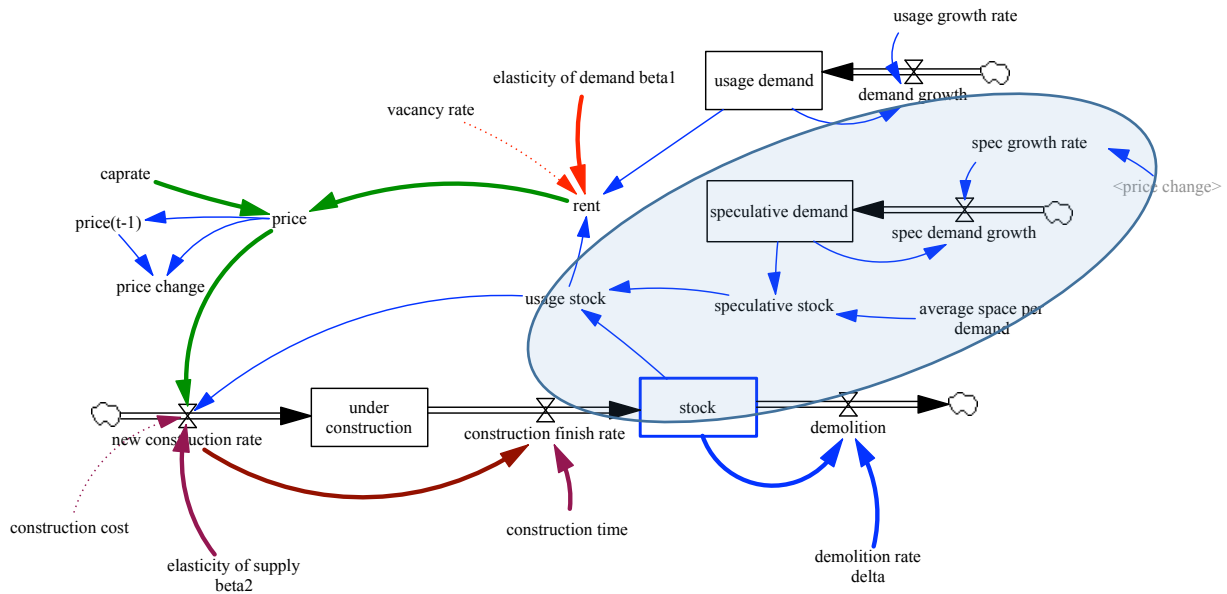 usage growth rate
elasticity of demand beta1
usage demand
demand growth
vacancy rate
spec growth rate
caprate
<price change>
rent
price
price(t-1)
speculative demand
spec demand growth
price change
usage stock
speculative stock
average space per
demand
under
construction
stock
new construction rate
construction finish rate
demolition
construction cost
construction time
elasticity of supply
beta2
demolition rate
delta